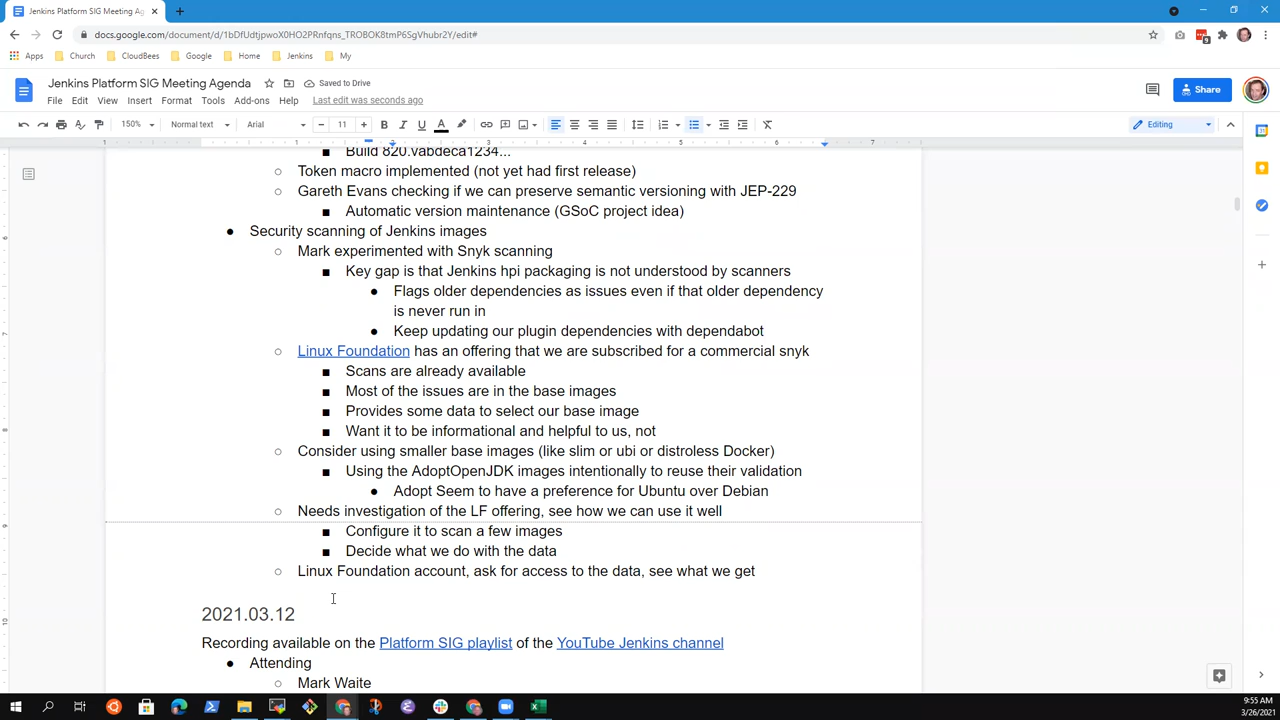 Jenkins Platform SIG Meeting Age
docs.google.com/document/d/1bDfUdtjpwoX0HO2PRnfqns_TROBOK8tmP6SgVhubr2Y/edit#
Apps Church CloudBees Google Home Jenkins My
Jenkins Platform SIG Meeting Agenda Saved to Drive
File Edit View Insert Format Tools Add-ons Help Last edit was seconds ago
Share
150% Normal text Arial 11 Editing
1 1 2 3 4 5 6 7
Build 820.vabdeca1234...
Token macro implemented (not yet had first release)
Gareth Evans checking if we can preserve semantic versioning with JEP-229
Automatic version maintenance (GSoC project idea)
Security scanning of Jenkins images
Mark experimented with Snyk scanning
Key gap is that Jenkins hpi packaging is not understood by scanners
Flags older dependencies as issues even if that older dependency
is never run in
Keep updating our plugin dependencies with dependabot
Linux Foundation has an offering that we are subscribed for a commercial snyk
Scans are already available
Most of the issues are in the base images
Provides some data to select our base image
Want it to be informational and helpful to us, not
Consider using smaller base images (like slim or ubi or distroless Docker)
Using the AdoptOpenJDK images intentionally to reuse their validation
Adopt Seem to have a preference for Ubuntu over Debian
Needs investigation of the LF offering, see how we can use it well
Configure it to scan a few images
Decide what we do with the data
Linux Foundation account, ask for access to the data, see what we get
2021.03.12
Recording available on the Platform SIG playlist of the YouTube Jenkins channel
Attending
Mark Waite
9:55 AM
3/26/2021